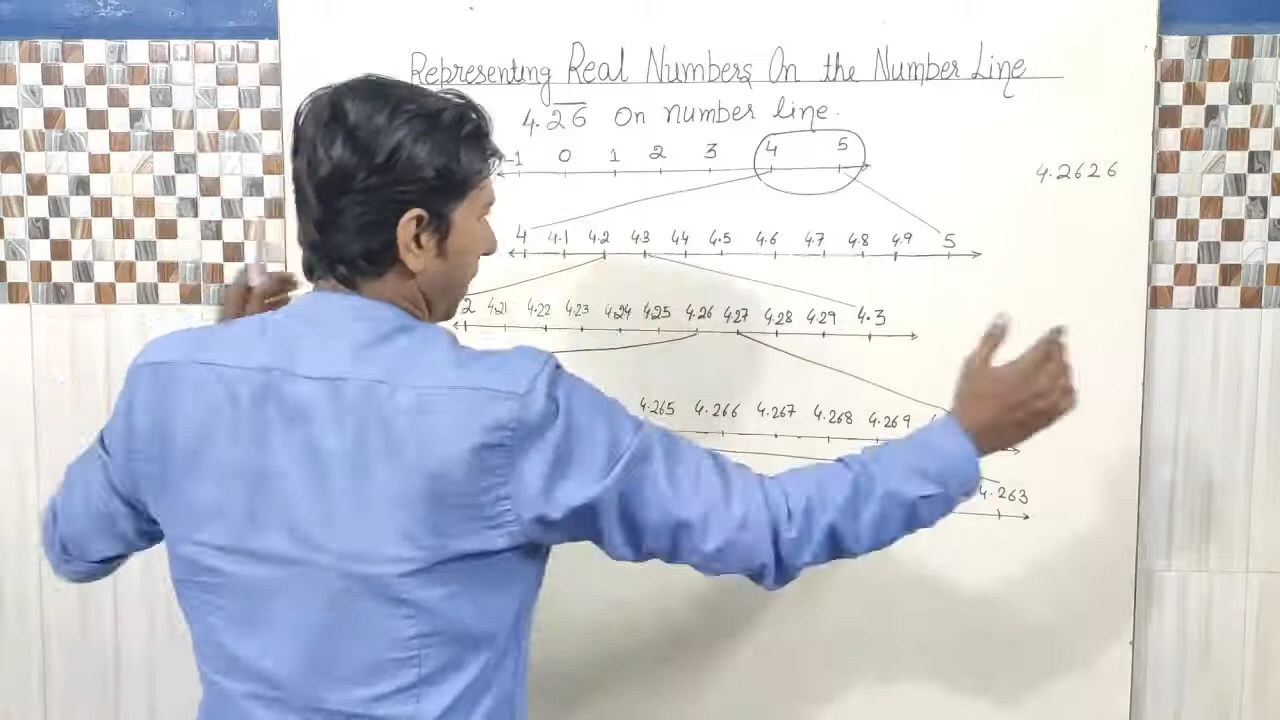 Representing Real Numbers On the Number Line
4.2̅6̅ On number line.
-1 0 1 2 3 4 5
4.2626
4 4.1 4.2 4.3 4.4 4.5 4.6 4.7 4.8 4.9 5
2 4.21 4.22 4.23 4.24 4.25 4.26 4.27 4.28 4.29 4.3
4.265 4.266 4.267 4.268 4.269
4.263